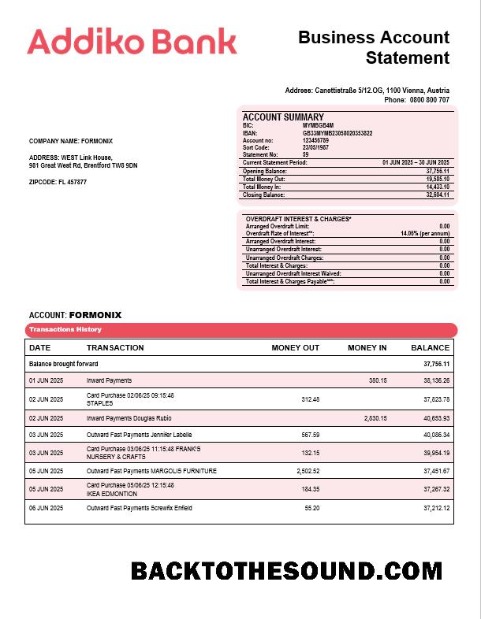 Addiko Bank
Business Account
Statement
Address: Canettistraße 5/12.OG, 1100 Vienna, Austria
Phone: 0800 800 707
COMPANY NAME: FORMONIX
ADDRESS: WEST Link House,
981 Great West Rd, Brentford TW8 9DN
ZIPCODE: FL 457877
ACCOUNT SUMMARY
BIC: MYMBGB4M
IBAN: GB33MYMB23058020353822
Account no: 123456789
Sort Code: 23/03/1987
Statement No: 09
Current Statement Period: 01 JUN 2025 – 30 JUN 2025
Opening Balance: 37,756.11
Total Money Out: 19,585.10
Total Money In: 14,433.10
Closing Balance: 32,604.11
OVERDRAFT INTEREST & CHARGES*
Arranged Overdraft Limit: 0.00
Overdraft Rate of Interest**: 14.06% (per annum)
Arranged Overdraft Interest: 0.00
Unarranged Overdraft Interest: 0.00
Unarranged Overdraft Charges: 0.00
Total Interest & Charges: 0.00
Unarranged Overdraft Interest Waived: 0.00
Total Interest & Charges Payable***: 0.00
ACCOUNT: FORMONIX
Transactions History
DATE TRANSACTION MONEY OUT MONEY IN BALANCE
Balance brought forward 37,756.11
01 JUN 2025 Inward Payments 380.15 38,136.26
02 JUN 2025 Card Purchase 02/06/25 09:15:48 STAPLES 312.48 37,823.78
02 JUN 2025 Inward Payments Douglas Rubio 2,830.15 40,653.93
03 JUN 2025 Outward Fast Payments Jennifer Labelle 567.59 40,086.34
03 JUN 2025 Card Purchase 03/06/25 11:15:48 FRANK'S NURSERY & CRAFTS 132.15 39,954.19
05 JUN 2025 Outward Fast Payments MARGOLIS FURNITURE 2,502.52 37,451.67
05 JUN 2025 Card Purchase 05/06/25 12:15:48 IKEA EDMONTION 184.35 37,267.32
06 JUN 2025 Outward Fast Payments Screwfix Enfield 55.20 37,212.12
BACKTOTHESOUND.COM